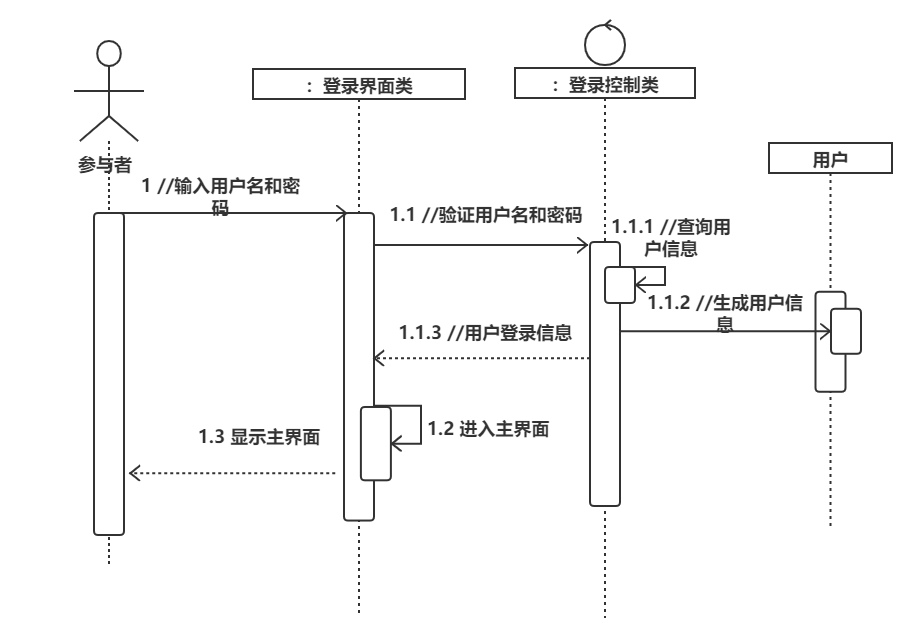 ： 登录界面类
： 登录控制类
用户
参与者
1 //输入用户名和密
码
1.1 //验证用户名和密码
1.1.1 //查询用
户信息
1.1.2 //生成用户信
息
1.1.3 //用户登录信息
1.2 进入主界面
1.3 显示主界面